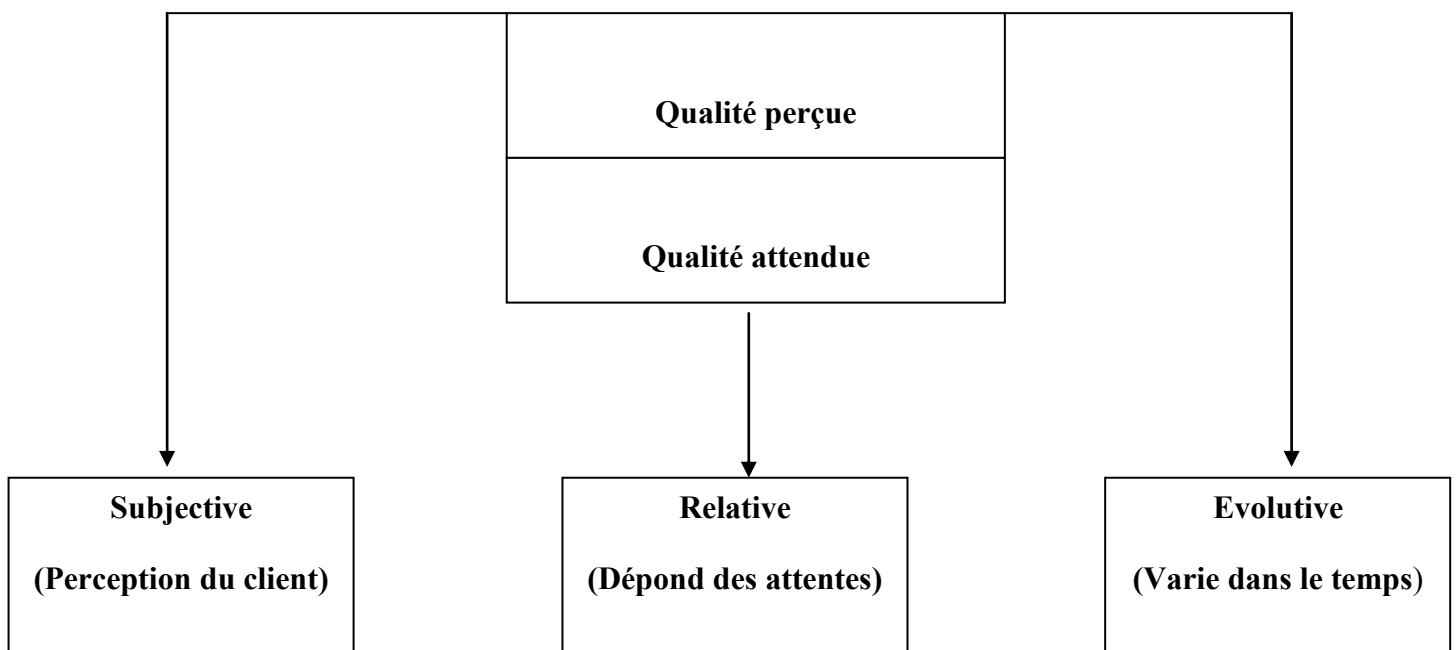 Qualité perçue
Qualité attendue
Subjective
(Perception du client)
Relative
(Dépond des attentes)
Evolutive
(Varie dans le temps)